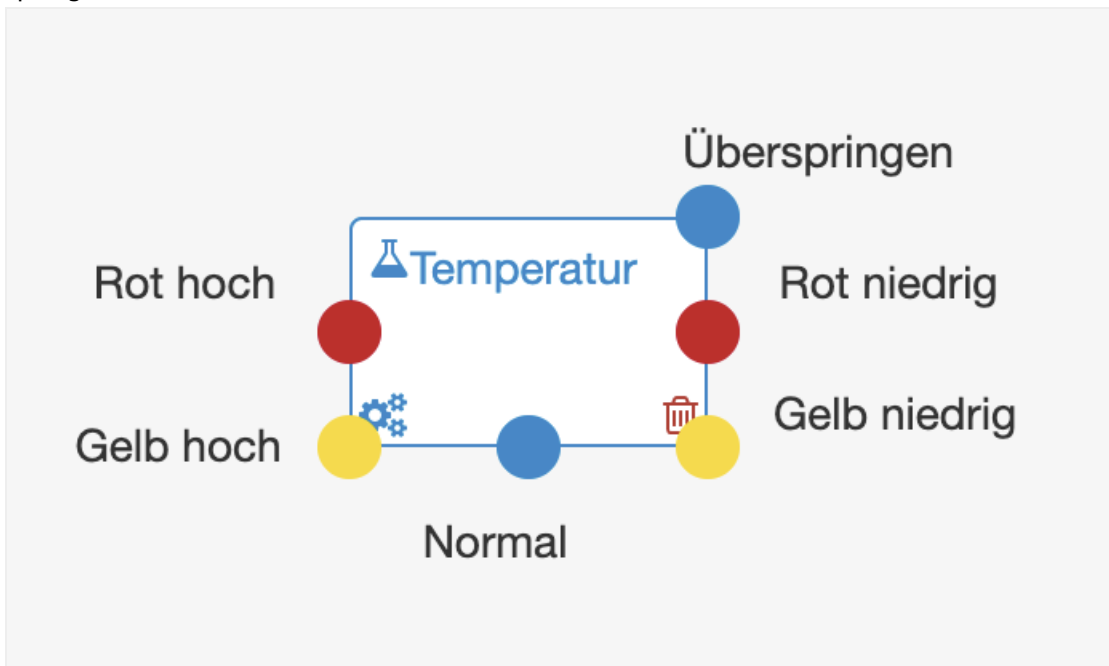 Überspringen
Temperatur
Rot hoch
Rot niedrig
Gelb niedrig
Gelb hoch
Normal